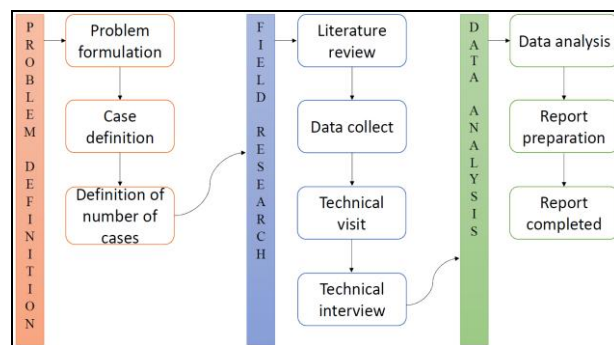 PROBLEM DEFINITION
Problem
formulation
Case
definition
Definition of
number of
cases
FIELD RESEARCH
Literature
review
Data collect
Technical
visit
Technical
interview
DATA ANALYSIS
Data analysis
Report
preparation
Report
completed